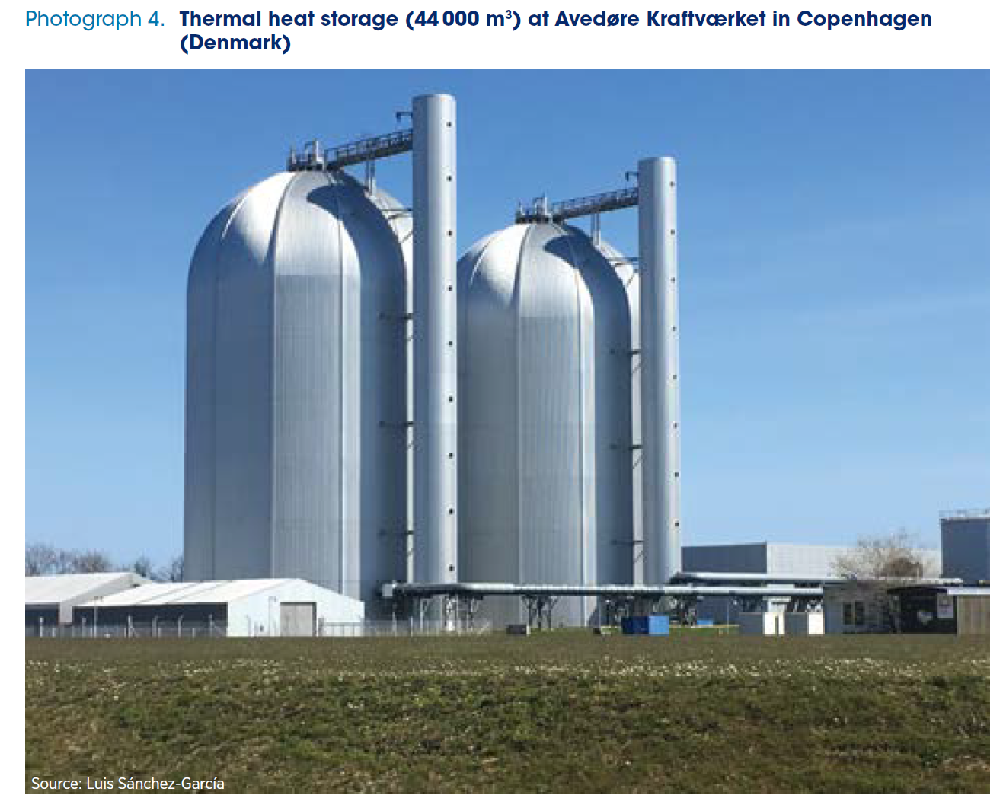 Photograph 4. Thermal heat storage (44 000 m³) at Avedøre Kraftværket in Copenhagen
(Denmark)
Source: Luis Sánchez-García